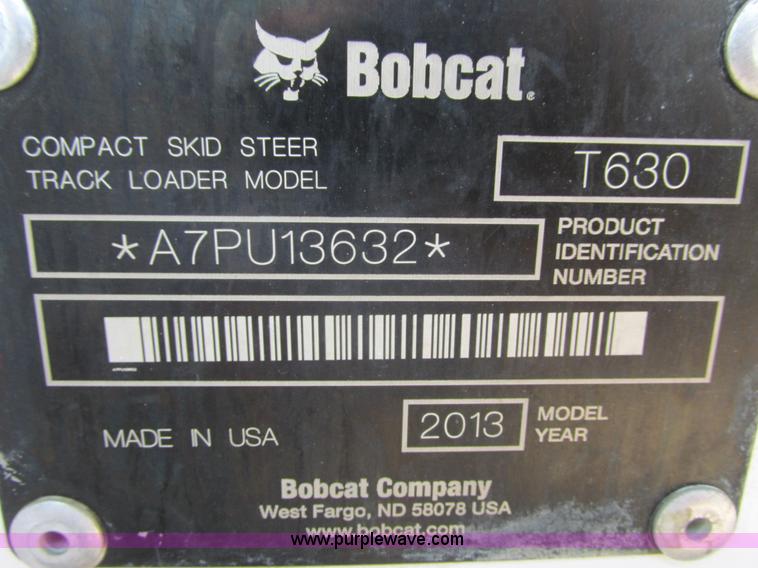 Bobcat®
COMPACT SKID STEER
TRACK LOADER MODEL
T630
*A7PU13632*
PRODUCT
IDENTIFICATION
NUMBER
MADE IN USA
2013
MODEL
YEAR
Bobcat Company
West Fargo, ND 58078 USA
www.bobcat.com
www.purplewave.com